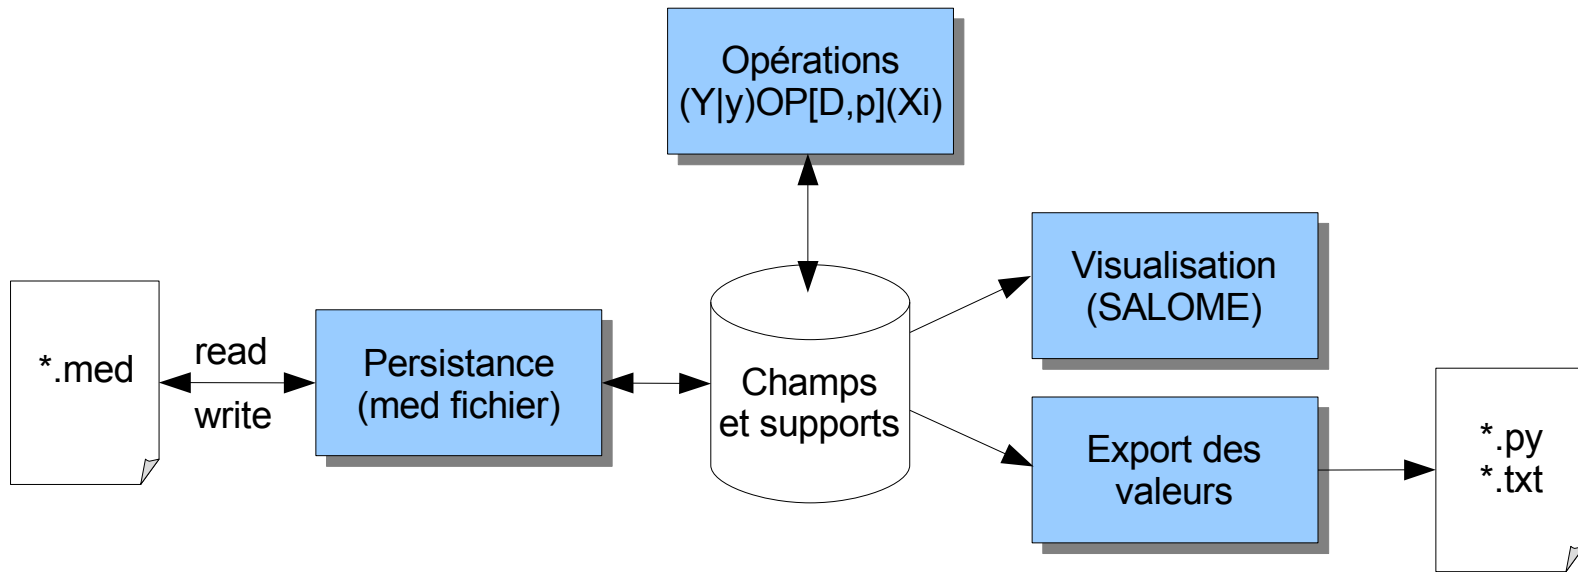 Opérations
(Y|y)OP[D,p](Xi)
*.med
read
write
Persistance
(med fichier)
Champs
et supports
Visualisation
(SALOME)
Export des
valeurs
*.py
*.txt